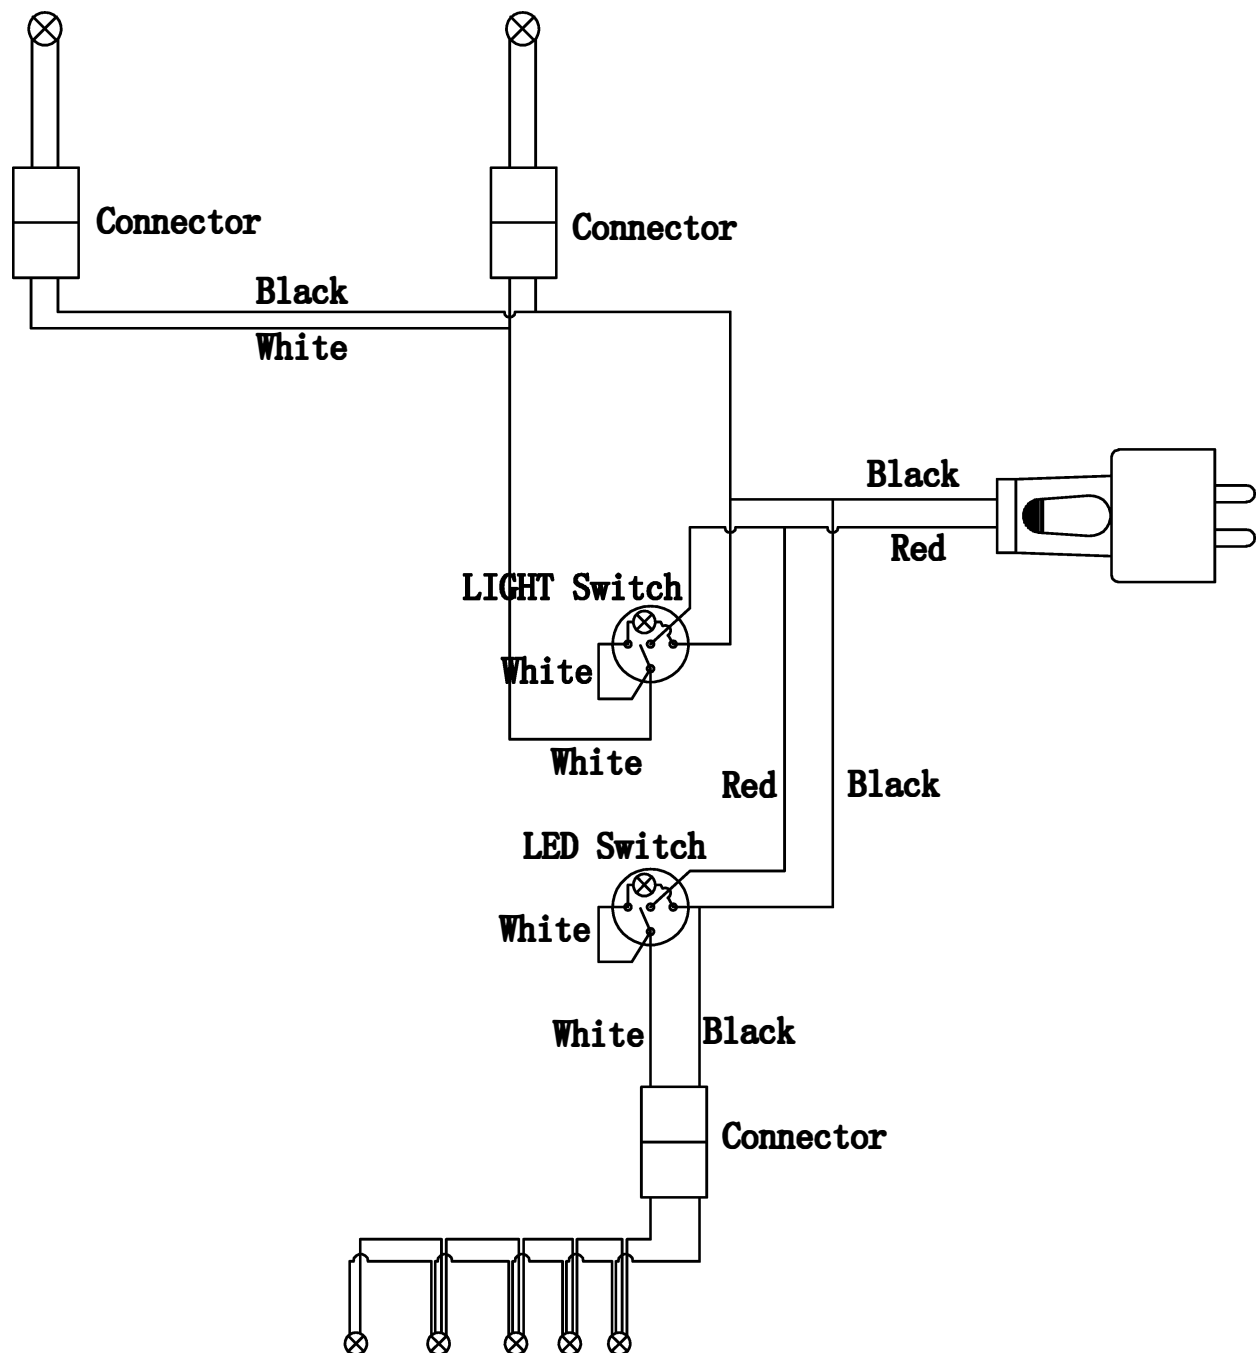 Connector
Connector
Black
White
Black
Red
LIGHT Switch
White
White
Red
Black
LED Switch
White
White
Black
Connector